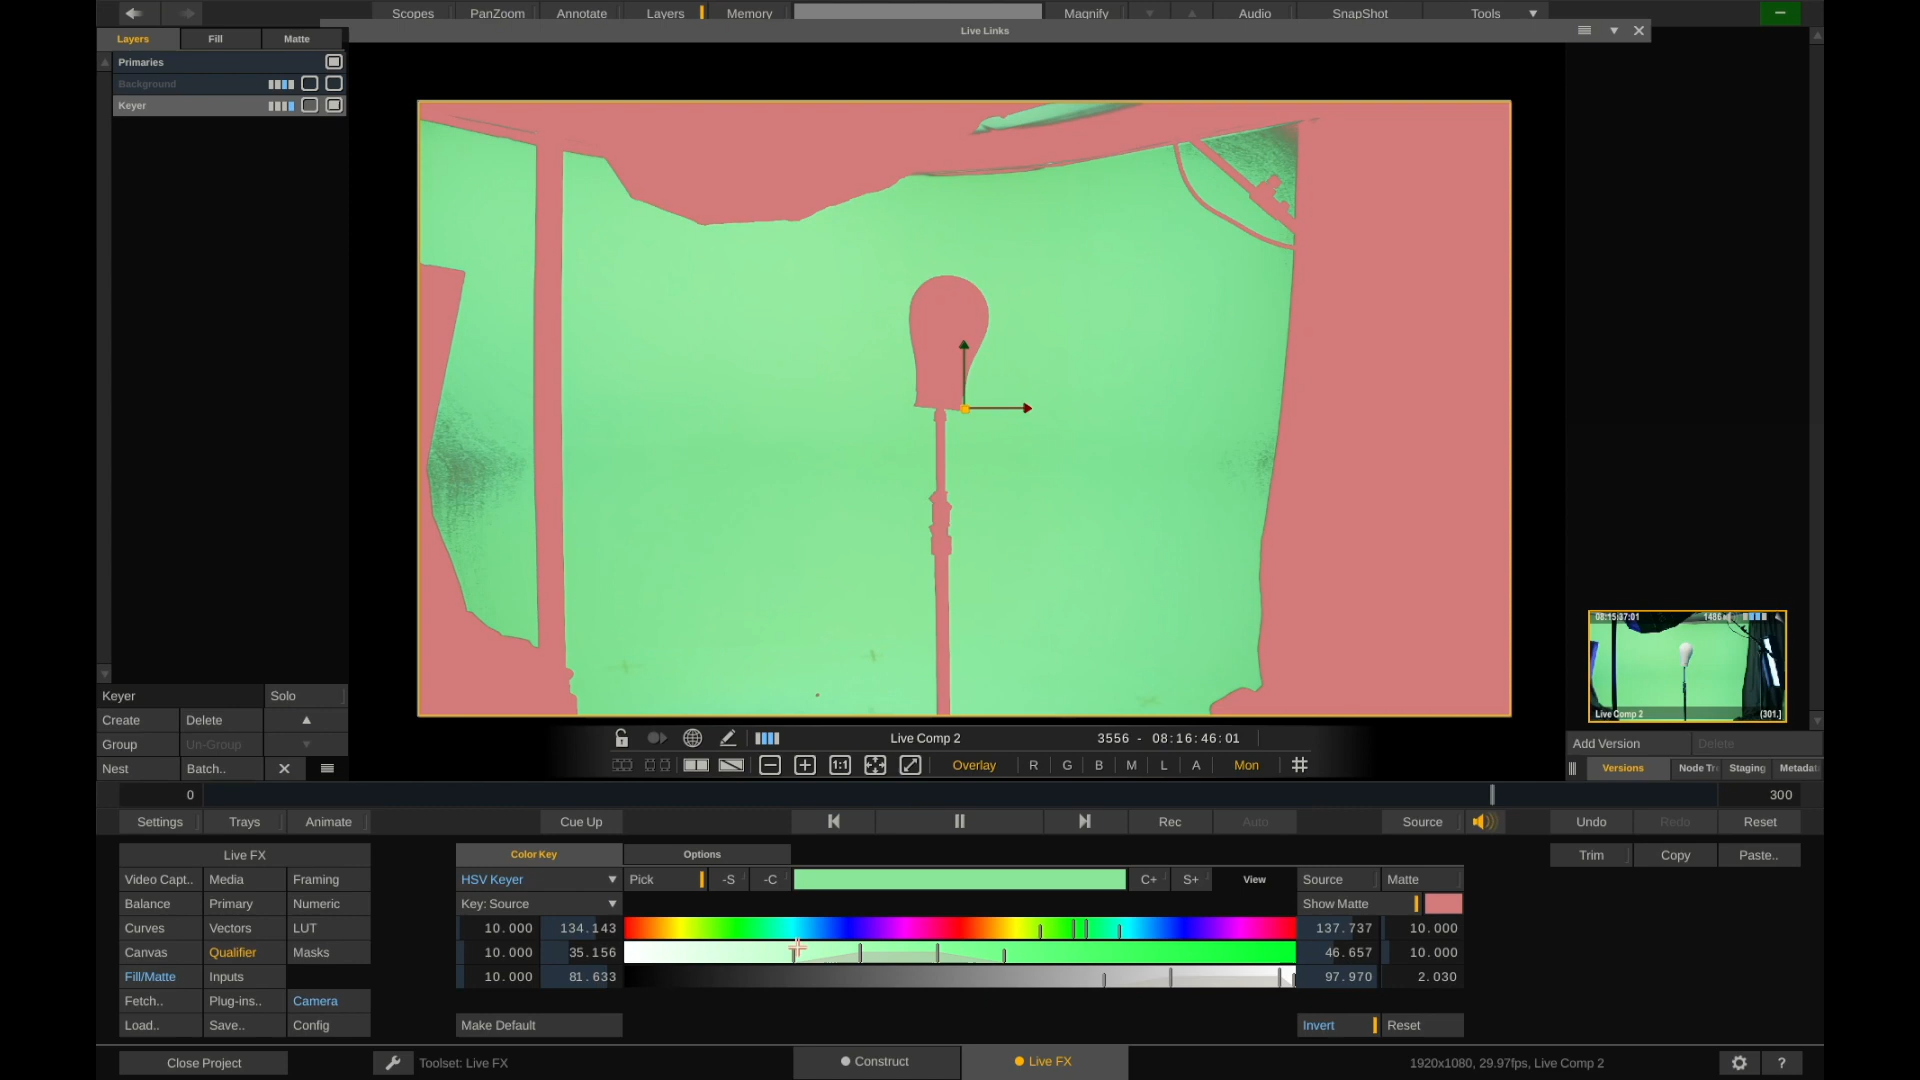 Scopes PanZoom Annotate Layers Memory Magnify Audio SnapShot Tools
Live Links
Layers Fill Matte
Primaries
Background
Keyer
08:15:37:01 1486
Live Comp 2 (301.)
Keyer Solo
Create Delete
Group Un-Group
Nest Batch..
Live Comp 2 3556 - 08:16:46:01
1:1 Overlay R G B M L A Mon
Add Version Delete
Versions Node Tr Staging Metadat
0 300
Settings Trays Animate Cue Up Rec Auto Source Undo Redo Reset
Live FX Color Key Options Trim Copy Paste..
Video Capt.. Media Framing HSV Keyer Pick -S -C C+ S+ View Source Matte
Balance Primary Numeric Key: Source Show Matte
Curves Vectors LUT 10.000 134.143 137.737 10.000
Canvas Qualifier Masks 10.000 35.156 46.657 10.000
Fill/Matte Inputs 10.000 81.633 97.970 2.030
Fetch.. Plug-ins.. Camera
Load.. Save.. Config Make Default Invert Reset
Close Project Toolset: Live FX Construct Live FX 1920x1080, 29.97fps, Live Comp 2 ?